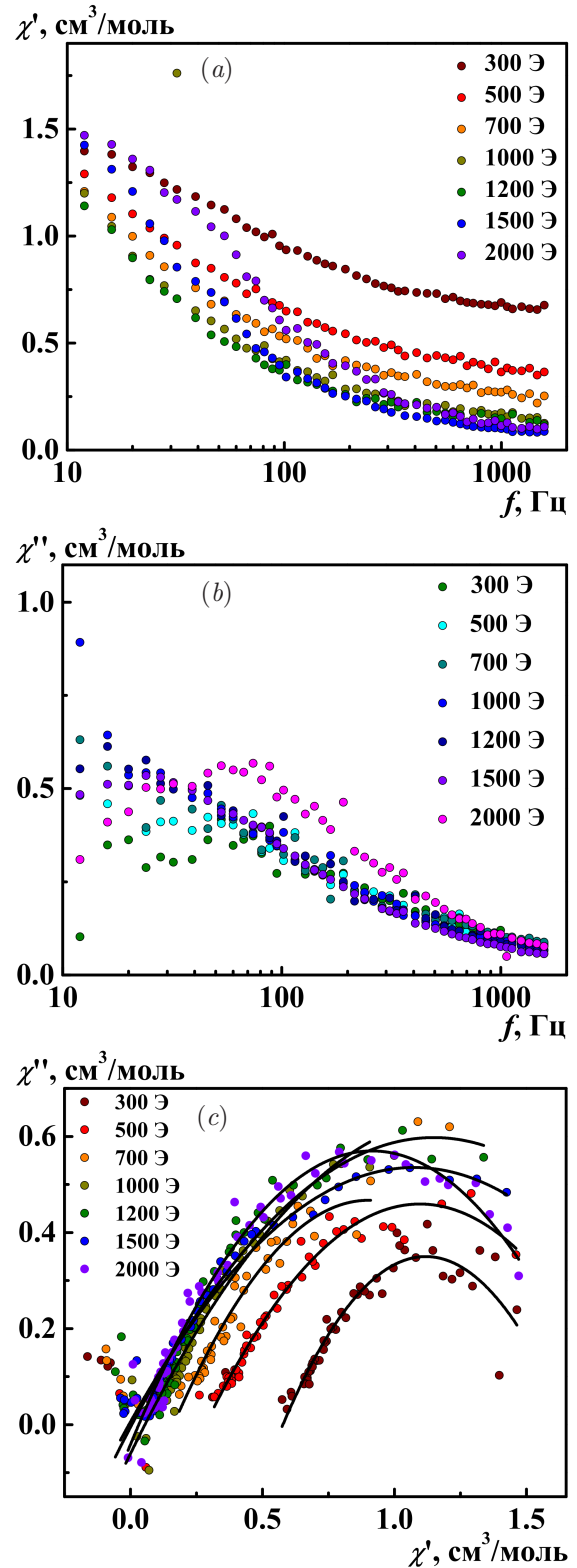 χ', см³/моль
(a)
300 Э
500 Э
700 Э
1000 Э
1200 Э
1500 Э
2000 Э
1.5
1.0
0.5
0.0
10
100
1000
f, Гц
χ'', см³/моль
(b)
300 Э
500 Э
700 Э
1000 Э
1200 Э
1500 Э
2000 Э
1.0
0.5
0.0
10
100
1000
f, Гц
χ'', см³/моль
(c)
300 Э
500 Э
700 Э
1000 Э
1200 Э
1500 Э
2000 Э
0.6
0.4
0.2
0.0
0.0
0.5
1.0
1.5
χ', см³/моль